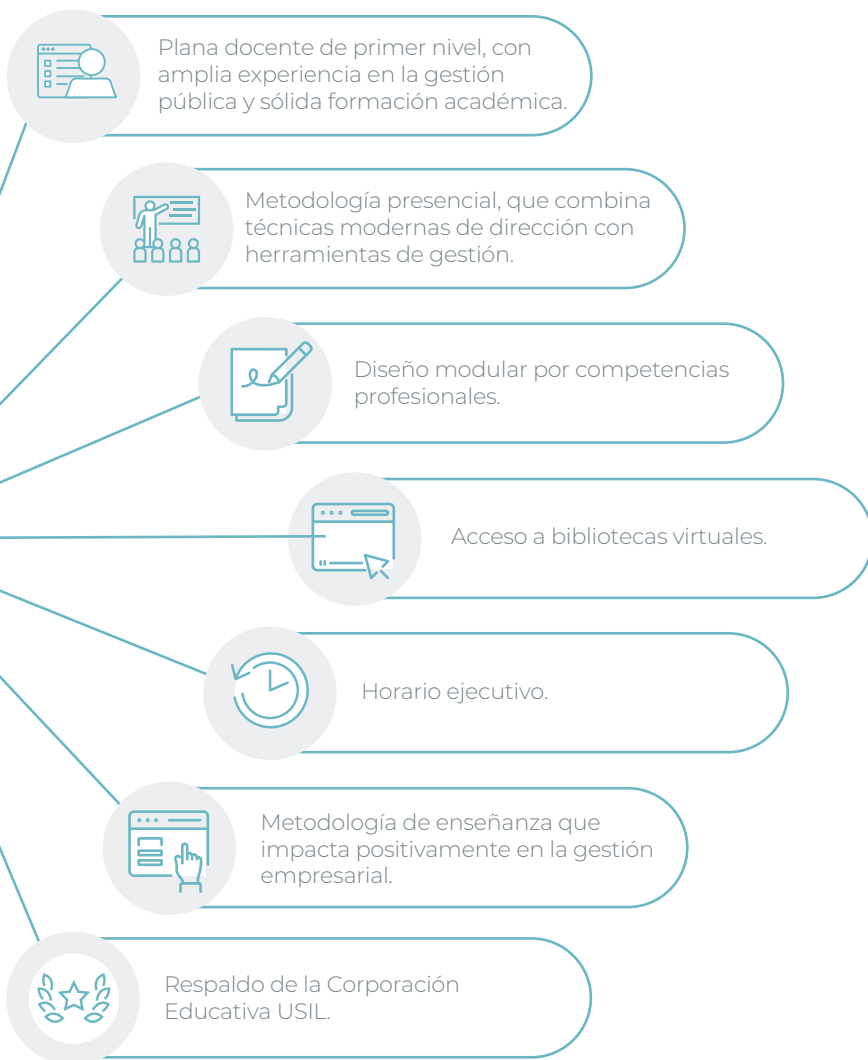 Plana docente de primer nivel, con
amplia experiencia en la gestión
pública y sólida formación académica.
Metodología presencial, que combina
técnicas modernas de dirección con
herramientas de gestión.
Diseño modular por competencias
profesionales.
Acceso a bibliotecas virtuales.
Horario ejecutivo.
Metodología de enseñanza que
impacta positivamente en la gestión
empresarial.
Respaldo de la Corporación
Educativa USIL.